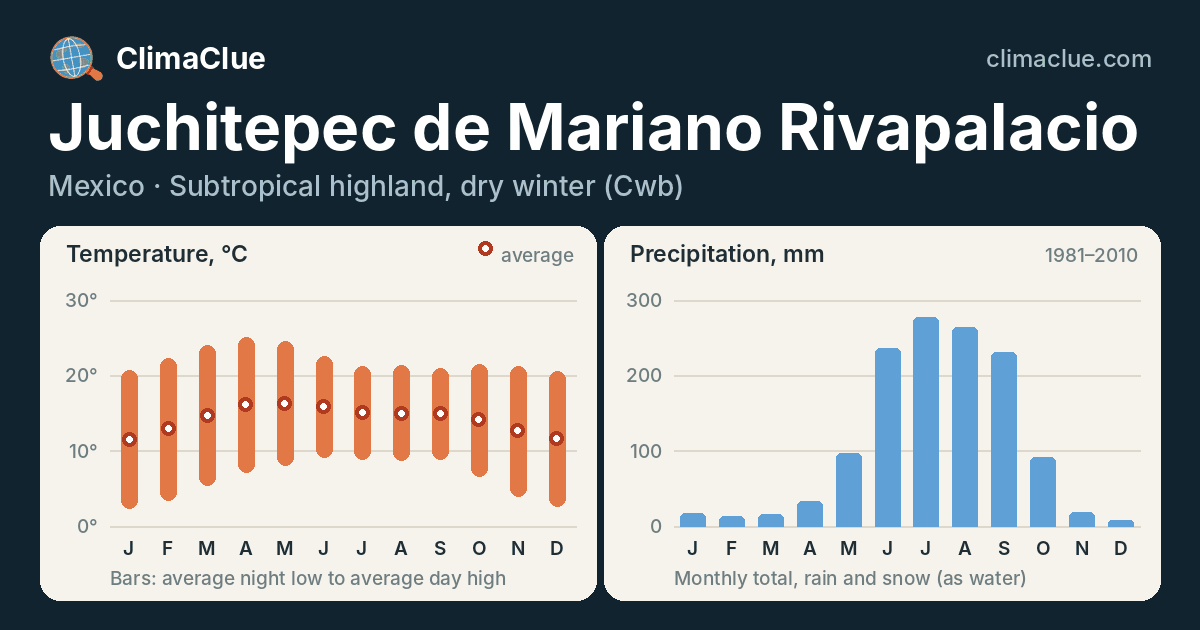 ClimaClue
climaclue.com
Juchitepec de Mariano Rivapalacio
Mexico · Subtropical highland, dry winter (Cwb)
Temperature, °C
average
30°
20°
10°
0°
J F M A M J J A S O N D
Bars: average night low to average day high
Precipitation, mm
1981–2010
300
200
100
0
J F M A M J J A S O N D
Monthly total, rain and snow (as water)